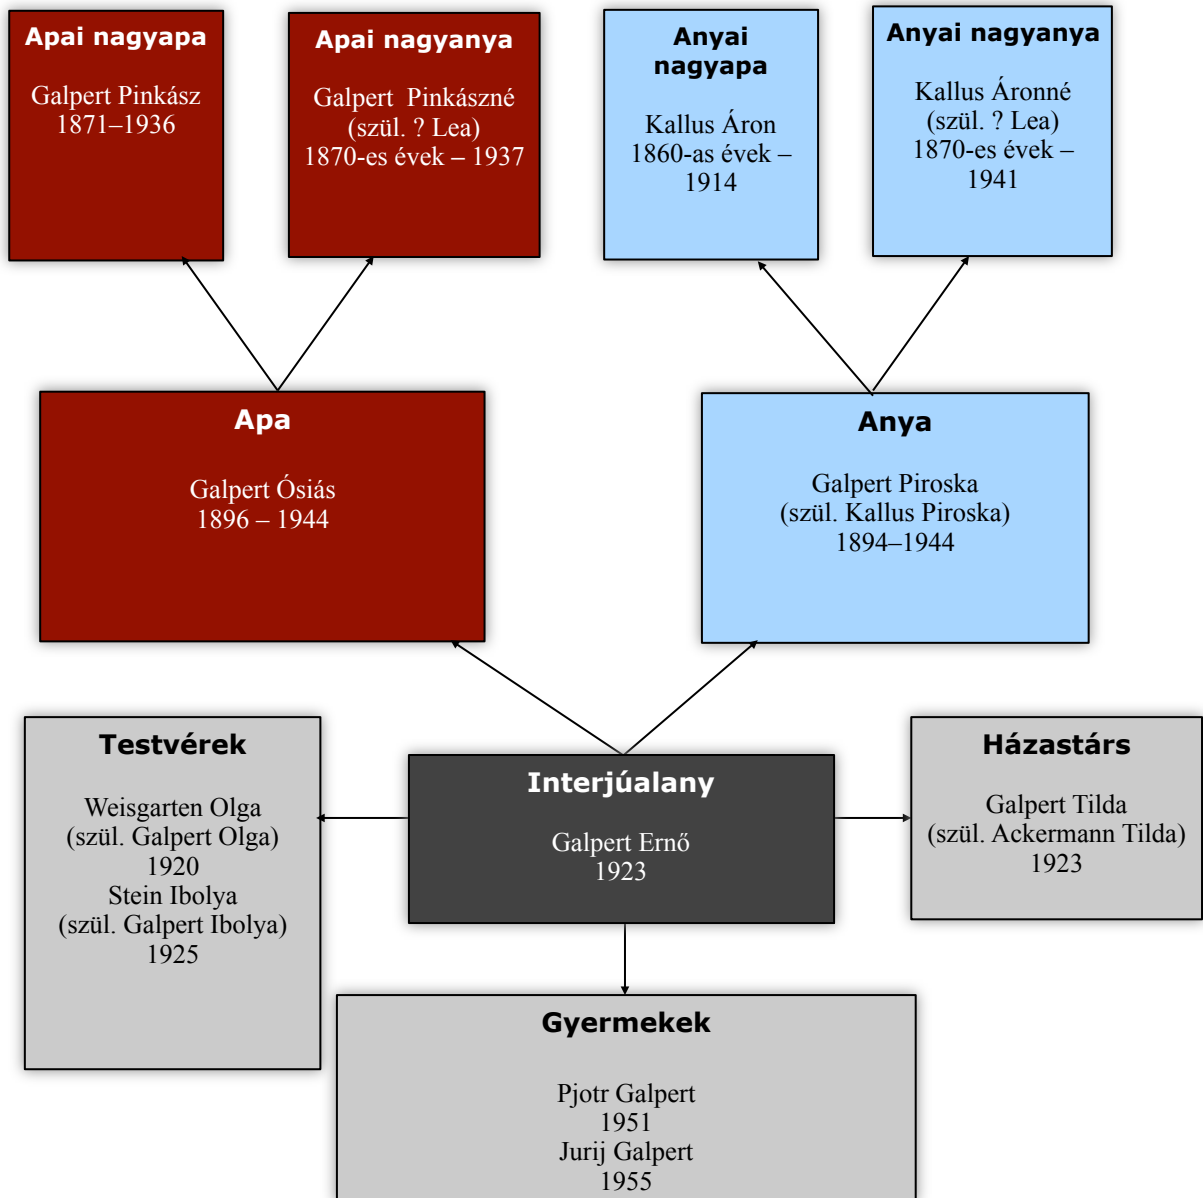 Apai nagyapa
Galpert Pinkász
1871–1936
Apai nagyanya
Galpert  Pinkászné
(szül. ? Lea)
1870-es évek – 1937
Anyai
nagyapa
Kallus Áron
1860-as évek –
1914
Anyai nagyanya
Kallus Áronné
(szül. ? Lea)
1870-es évek –
1941
Apa
Galpert Ósiás
1896 – 1944
Anya
Galpert Piroska
(szül. Kallus Piroska)
1894–1944
Testvérek
Weisgarten Olga
(szül. Galpert Olga)
1920
Stein Ibolya
(szül. Galpert Ibolya)
1925
Interjúalany
Galpert Ernő
1923
Házastárs
Galpert Tilda
(szül. Ackermann Tilda)
1923
Gyermekek
Pjotr Galpert
1951
Jurij Galpert
1955